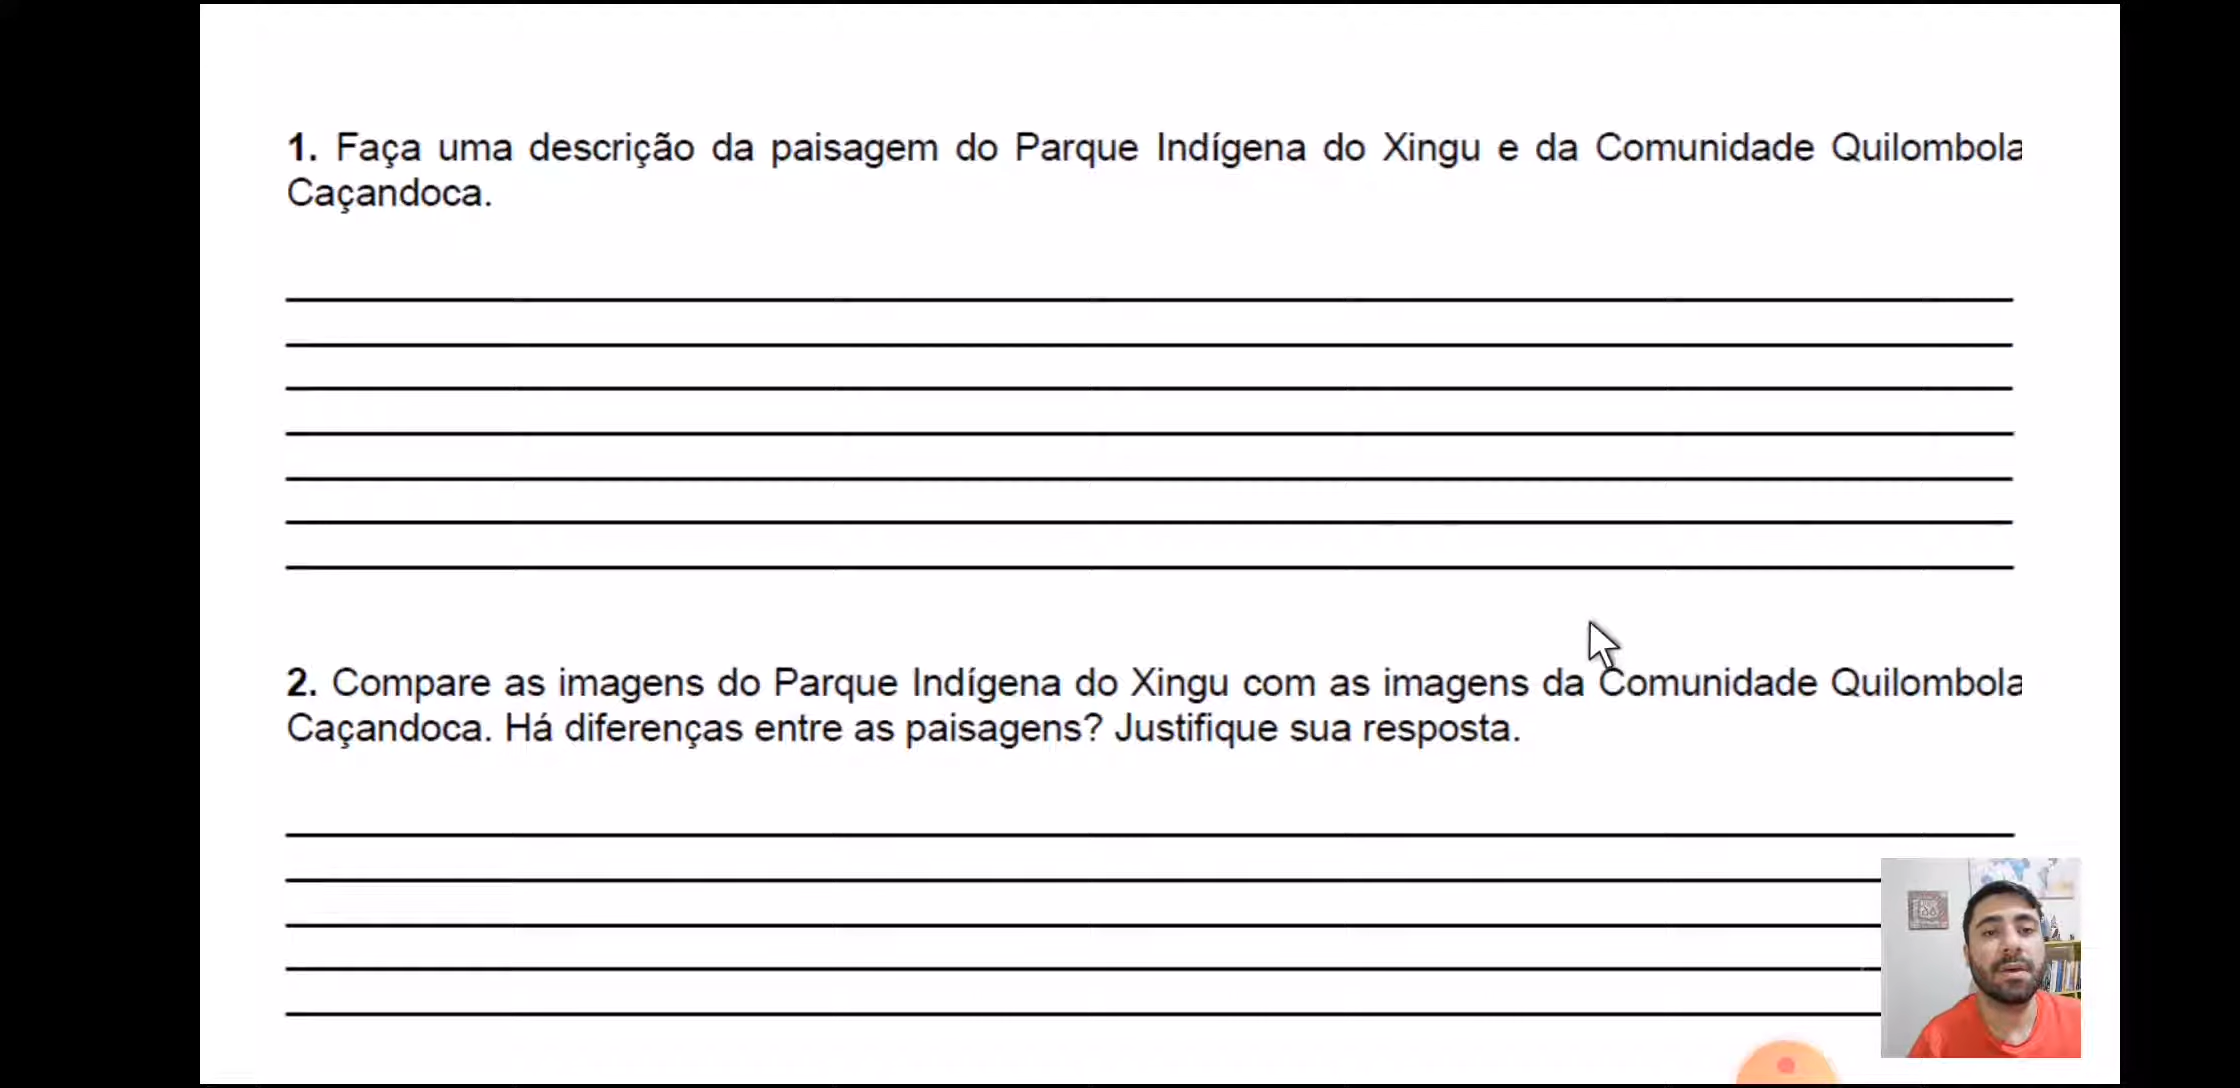 1. Faça uma descrição da paisagem do Parque Indígena do Xingu e da Comunidade Quilombola
Caçandoca.
2. Compare as imagens do Parque Indígena do Xingu com as imagens da Comunidade Quilombola
Caçandoca. Há diferenças entre as paisagens? Justifique sua resposta.